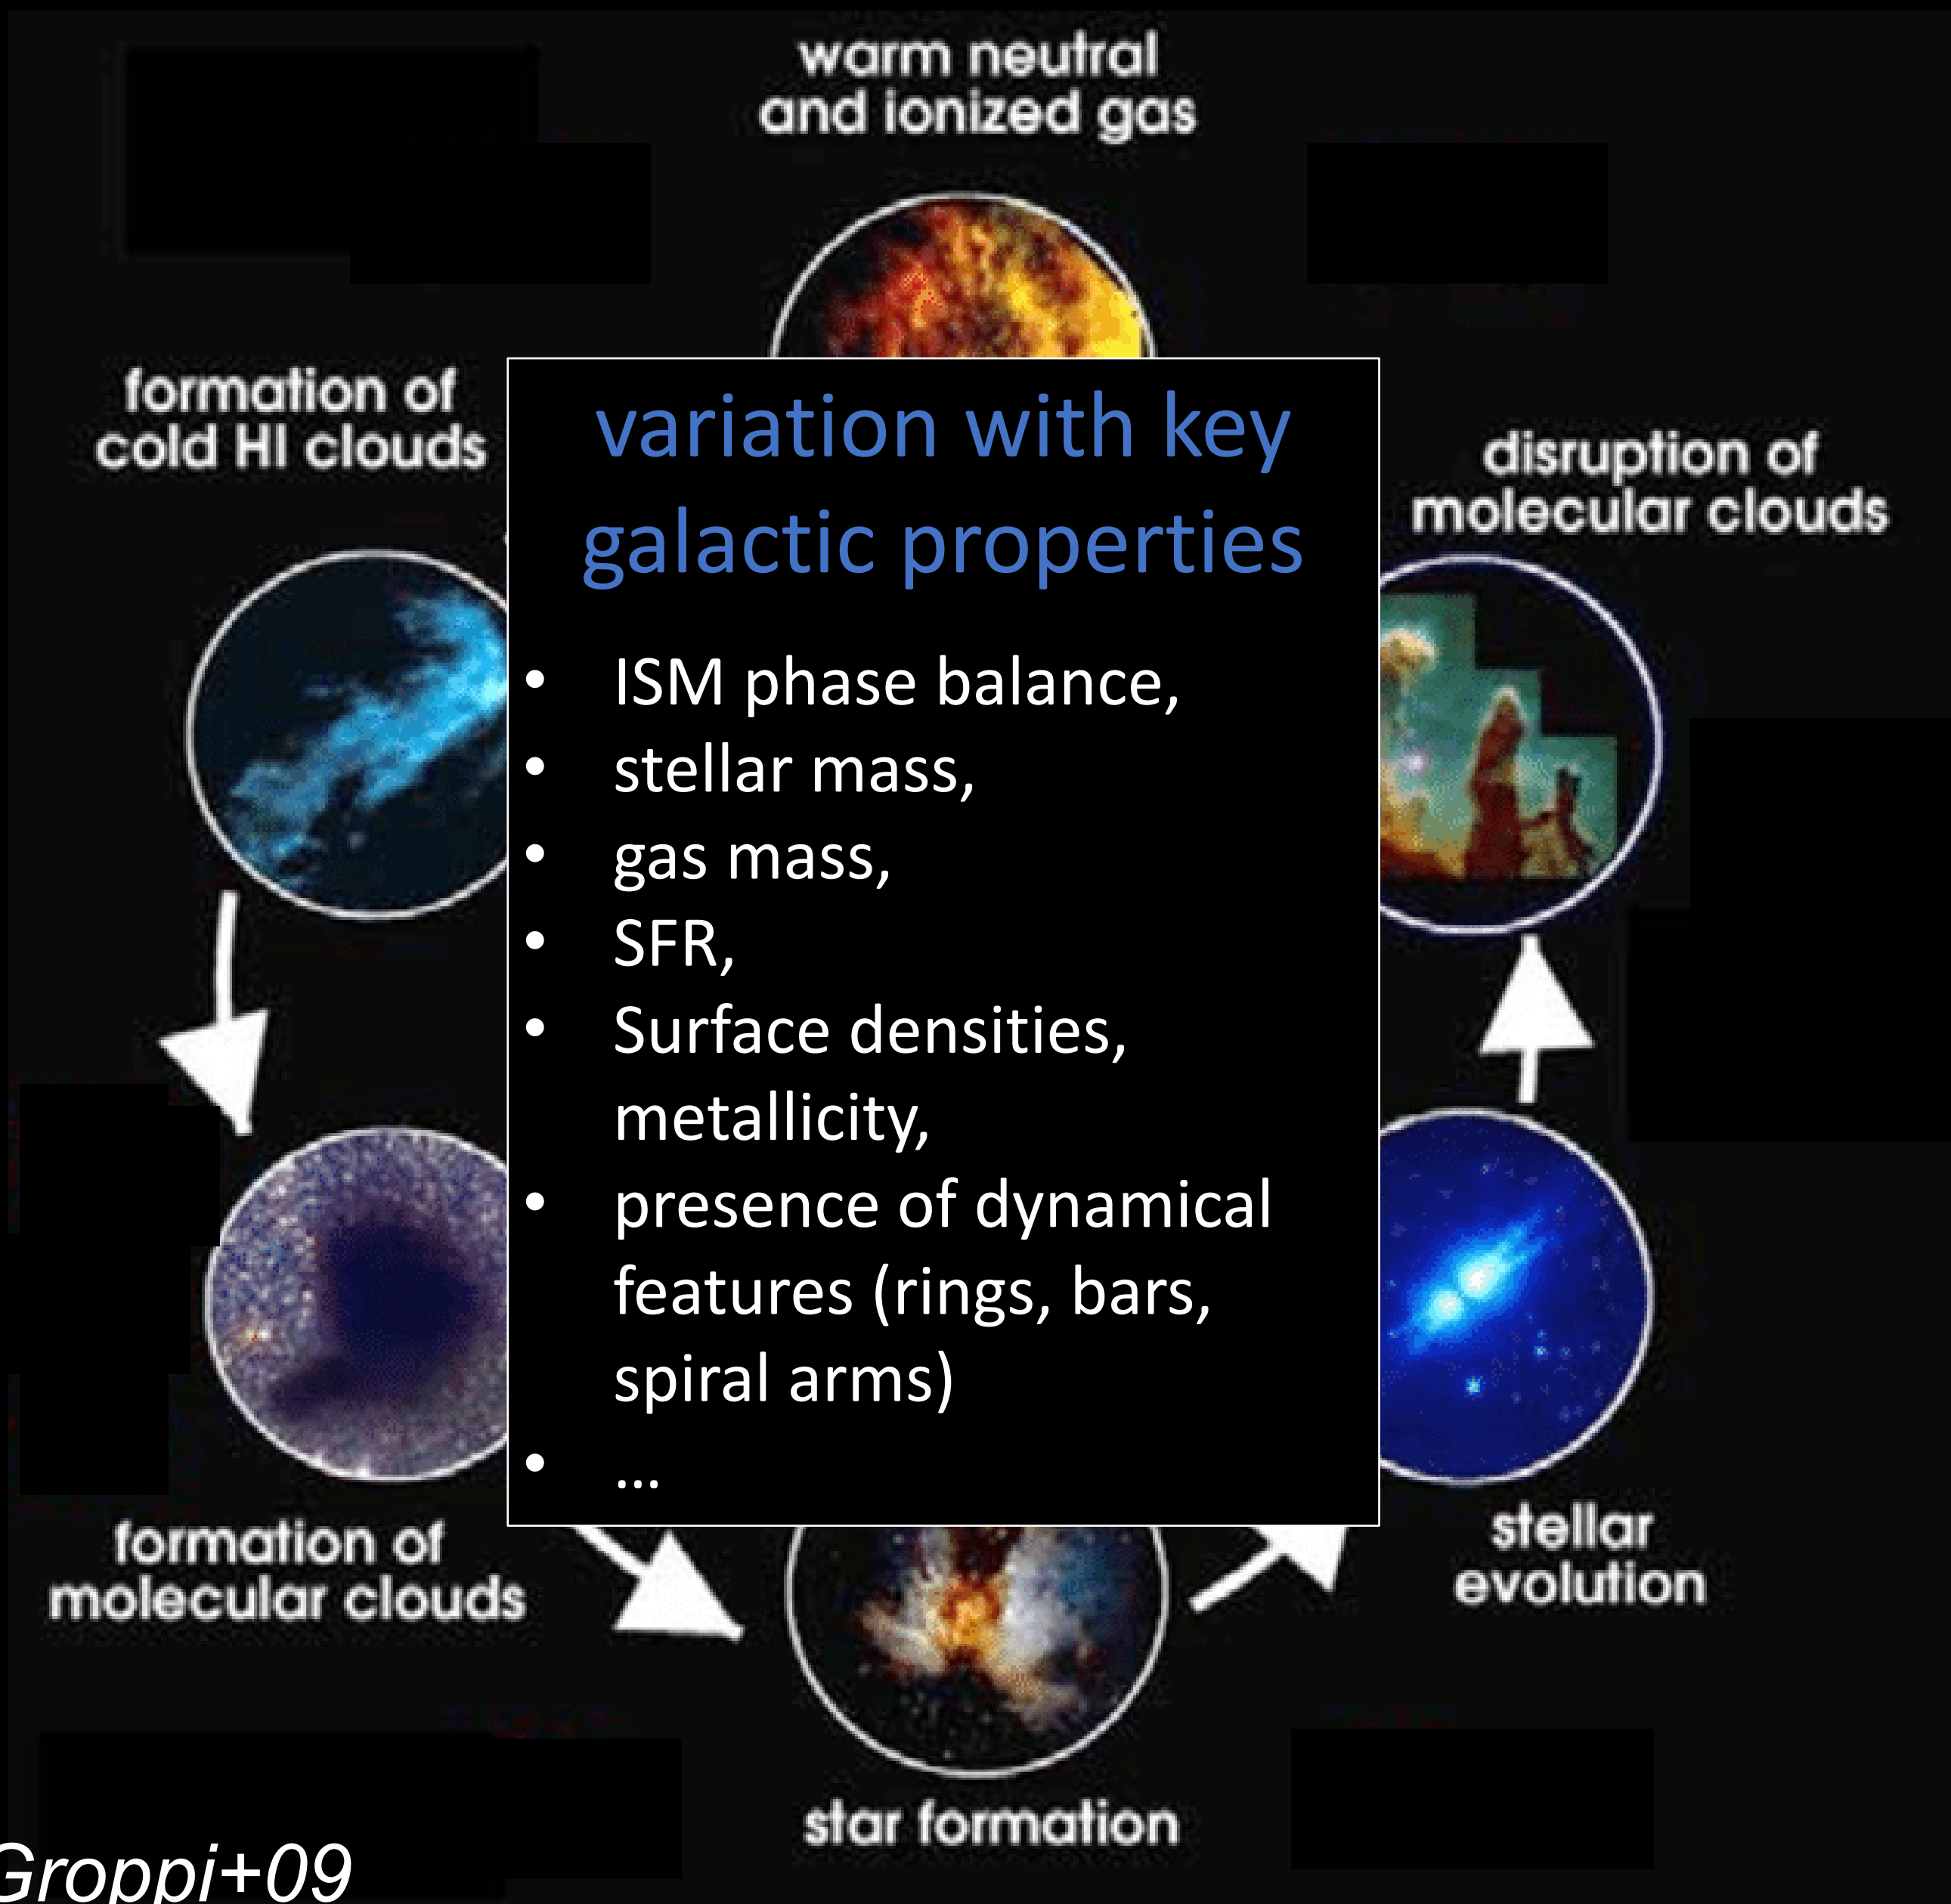 warm neutral
and ionized gas
formation of
cold HI clouds
variation with key
galactic properties
disruption of
molecular clouds
• ISM phase balance,
• stellar mass,
• gas mass,
• SFR,
• Surface densities,
metallicity,
• presence of dynamical
features (rings, bars,
spiral arms)
• ...
formation of
molecular clouds
stellar
evolution
star formation
Groppi+09